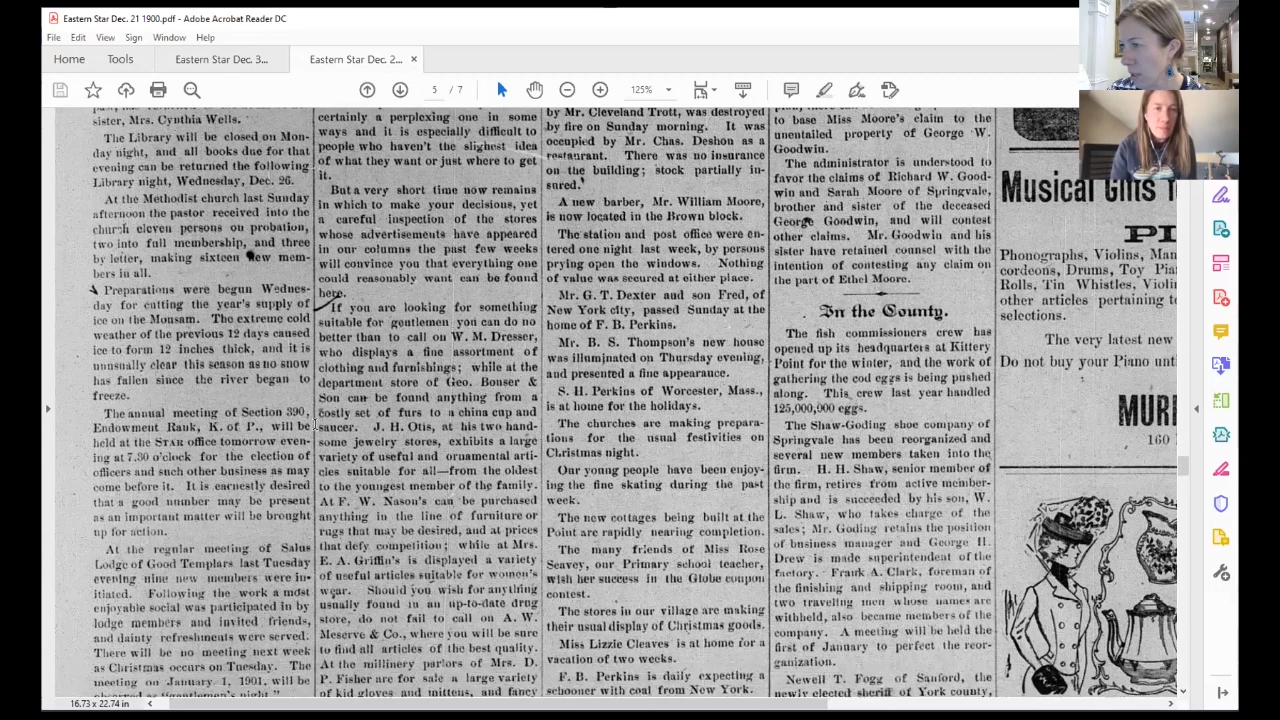 Eastern Star Dec. 21 1900.pdf - Adobe Acrobat Reader DC
File Edit View Sign Window Help
Home Tools Eastern Star Dec. 3... Eastern Star Dec. 2... ×
5 / 7 125%
sister, Mrs. Cynthia Wells.
The Library will be closed on Mon-
day night, and all books due for that
evening can be returned the following
Library night, Wednesday, Dec. 26.
At the Methodist church last Sunday
afternoon the pastor received into the
church eleven persons on probation,
two into full membership, and three
by letter, making sixteen new mem-
bers in all.
Preparations were begun Wednes-
day for cutting the year's supply of
ice on the Mousam. The extreme cold
weather of the previous 12 days caused
ice to form 12 inches thick, and it is
unusually clear this season as no snow
has fallen since the river began to
freeze.
The annual meeting of Section 390,
Endowment Rank, K. of P., will be
held at the STAR office tomorrow even-
ing at 7.30 o'clock for the election of
officers and such other business as may
come before it. It is earnestly desired
that a good number may be present
as an important matter will be brought
up for action.
At the regular meeting of Salus
Lodge of Good Templars last Tuesday
evening nine new members were in-
itiated. Following the work a most
enjoyable social was participated in by
lodge members and invited friends,
and dainty refreshments were served.
There will be no meeting next week
as Christmas occurs on Tuesday. The
meeting on January 1, 1901, will be
observed as "gentlemen's night."
certainly a perplexing one in some
ways and it is especially difficult to
people who haven't the slightest idea
of what they want or just where to get
it.
But a very short time now remains
in which to make your decisions, yet
a careful inspection of the stores
whose advertisements have appeared
in our columns the past few weeks
will convince you that everything one
could reasonably want can be found
here.
If you are looking for something
suitable for gentlemen you can do no
better than to call on W. M. Dresser,
who displays a fine assortment of
clothing and furnishings; while at the
department store of Geo. Bonser &
Son can be found anything from a
costly set of furs to a china cup and
saucer. J. H. Otis, at his two hand-
some jewelry stores, exhibits a large
variety of useful and ornamental arti-
cles suitable for all—from the oldest
to the youngest member of the family.
At F. W. Nason's can be purchased
anything in the line of furniture or
rugs that may be desired, and at prices
that defy competition; while at Mrs.
E. A. Griffin's is displayed a variety
of useful articles suitable for women's
wear. Should you wish for anything
usually found in an up-to-date drug
store, do not fail to call on A. W.
Meserve & Co., where you will be sure
to find all articles of the best quality.
At the millinery parlors of Mrs. D.
P. Fisher are for sale a large variety
of kid gloves and mittens, and fancy
by Mr. Cleveland Trott, was destroyed
by fire on Sunday morning. It was
occupied by Mr. Chas. Deshon as a
restaurant. There was no insurance
on the building; stock partially in-
sured.
A new barber, Mr. William Moore,
is now located in the Brown block.
The station and post office were en-
tered one night last week, by persons
prying open the windows. Nothing
of value was secured at either place.
Mr. G. T. Dexter and son Fred, of
New York city, passed Sunday at the
home of F. B. Perkins.
Mr. B. S. Thompson's new house
was illuminated on Thursday evening,
and presented a fine appearance.
S. H. Perkins of Worcester, Mass.,
is at home for the holidays.
The churches are making prepara-
tions for the usual festivities on
Christmas night.
Our young people have been enjoy-
ing the fine skating during the past
week.
The new cottages being built at the
Point are rapidly nearing completion.
The many friends of Miss Rose
Seavey, our Primary school teacher,
wish her success in the Globe coupon
contest.
The stores in our village are making
their usual display of Christmas goods.
Miss Lizzie Cleaves is at home for a
vacation of two weeks.
F. B. Perkins is daily expecting a
schooner with coal from New York.
to base Miss Moore's claim to the
unentailed property of George W.
Goodwin.
The administrator is understood to
favor the claims of Richard W. Good-
win and Sarah Moore of Springvale,
brother and sister of the deceased
George Goodwin, and will contest
other claims. Mr. Goodwin and his
sister have retained counsel with the
intention of contesting any claim on
the part of Ethel Moore.
In the County.
The fish commissioners crew has
opened up its headquarters at Kittery
Point for the winter, and the work of
gathering the cod eggs is being pushed
along. This crew last year handled
125,000,000 eggs.
The Shaw-Goding shoe company of
Springvale has been reorganized and
several new members taken into the
firm. H. H. Shaw, senior member of
the firm, retires from active member-
ship and is succeeded by his son, W.
L. Shaw, who takes charge of the
sales; Mr. Goding retains the position
of business manager and George H.
Drew is made superintendent of the
factory. Frank A. Clark, foreman of
the finishing and shipping room, and
two traveling men whose names are
withheld, also became members of the
company. A meeting will be held the
first of January to perfect the reor-
ganization.
Newell T. Fogg of Sanford, the
newly elected sheriff of York county,
Musical Gifts
PI
Phonographs, Violins, Man
cordeons, Drums, Toy Pia
Rolls, Tin Whistles, Violi
other articles pertaining t
selections.
The very latest new
Do not buy your Piano unt
MUR
160
16.73 x 22.74 in